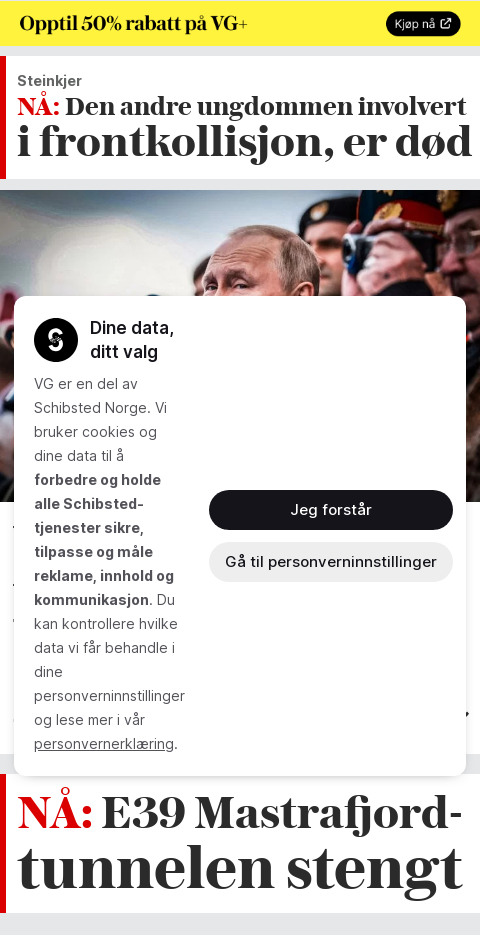 Opptil 50% rabatt på VG+
Kjøp nå
Steinkjer
NÅ: Den andre ungdommen involvert
i frontkollisjon, er død
Dine data,
ditt valg
VG er en del av
Schibsted Norge. Vi
bruker cookies og
dine data til å
forbedre og holde
alle Schibsted-
tjenester sikre,
tilpasse og måle
reklame, innhold og
kommunikasjon. Du
kan kontrollere hvilke
data vi får behandle i
dine
personverninnstillinger
og lese mer i vår
personvernerklæring.
Jeg forstår
Gå til personverninnstillinger
NÅ: E39 Mastrafjord-
tunnelen stengt